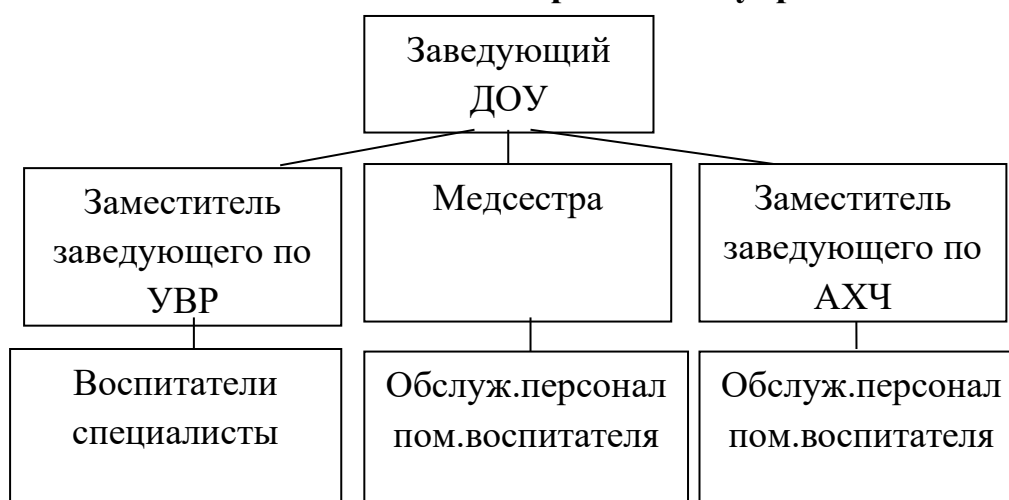 Заведующий
ДОУ
Заместитель
заведующего по
УВР
Медсестра
Заместитель
заведующего по
АХЧ
Воспитатели
специалисты
Обслуж.персонал
пом.воспитателя
Обслуж.персонал
пом.воспитателя